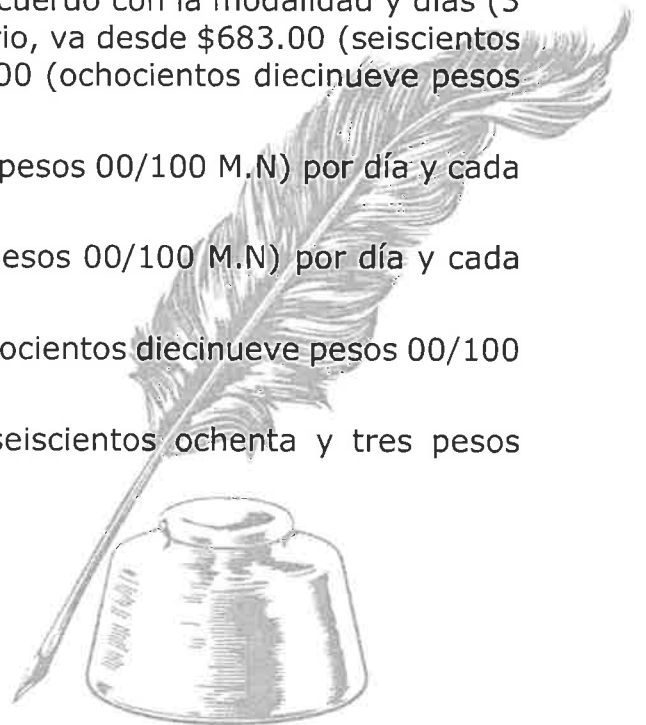 cuerdo con la modalidad y días (5
rio, va desde $683.00 (seiscientos
00 (ochocientos diecinueve pesos
pesos 00/100 M.N) por día y cada
esos 00/100 M.N) por día y cada
ocientos diecinueve pesos 00/100
seiscientos ochenta y tres pesos